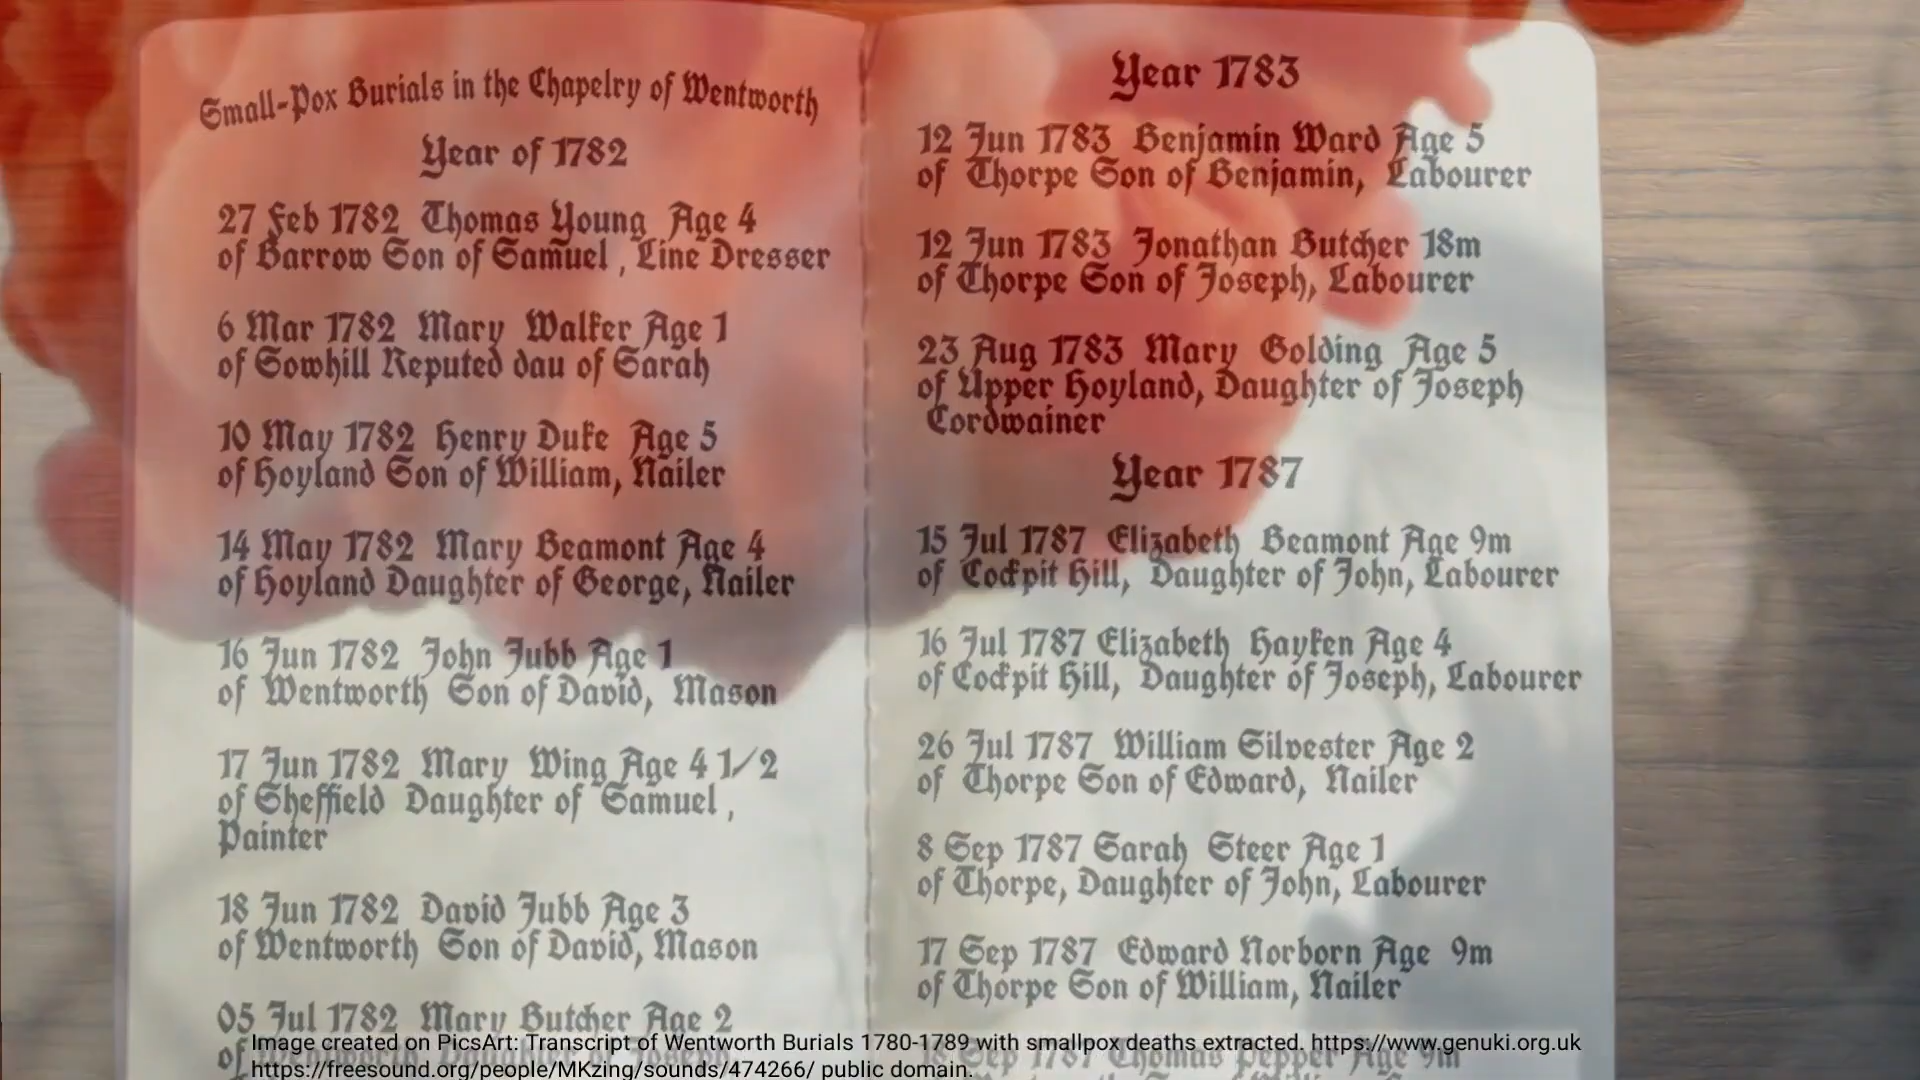 Small-Pox Burials in the Chapelry of Wentworth
Year of 1782
27 Feb 1782 Thomas Young Age 4
of Barrow Son of Samuel , Line Dresser
6 Mar 1782 Mary Walker Age 1
of Sowhill Reputed dau of Sarah
10 May 1782 Henry Duke Age 5
of Hoyland Son of William, Nailer
14 May 1782 Mary Beamont Age 4
of Hoyland Daughter of George, Nailer
16 Jun 1782 John Jubb Age 1
of Wentworth Son of David, Mason
17 Jun 1782 Mary Wing Age 4 1/2
of Sheffield Daughter of Samuel ,
Painter
18 Jun 1782 David Jubb Age 3
of Wentworth Son of David, Mason
05 Jul 1782 Mary Butcher Age 2
of Wentworth Daughter of Joseph
Year 1783
12 Jun 1783 Benjamin Ward Age 5
of Thorpe Son of Benjamin, Labourer
12 Jun 1783 Jonathan Butcher 18m
of Thorpe Son of Joseph, Labourer
23 Aug 1783 Mary Golding Age 5
of Upper Hoyland, Daughter of Joseph
Cordwainer
Year 1787
15 Jul 1787 Elizabeth Beamont Age 9m
of Cockpit Hill, Daughter of John, Labourer
16 Jul 1787 Elizabeth Hayken Age 4
of Cockpit Hill, Daughter of Joseph, Labourer
26 Jul 1787 William Silvester Age 2
of Thorpe Son of Edward, Nailer
8 Sep 1787 Sarah Steer Age 1
of Thorpe, Daughter of John, Labourer
17 Sep 1787 Edward Norborn Age 9m
of Thorpe Son of William, Nailer
18 Sep 1787 Thomas Pepper Age 9m
Image created on PicsArt: Transcript of Wentworth Burials 1780-1789 with smallpox deaths extracted. https://www.genuki.org.uk
https://freesound.org/people/MKzing/sounds/474266/ public domain.